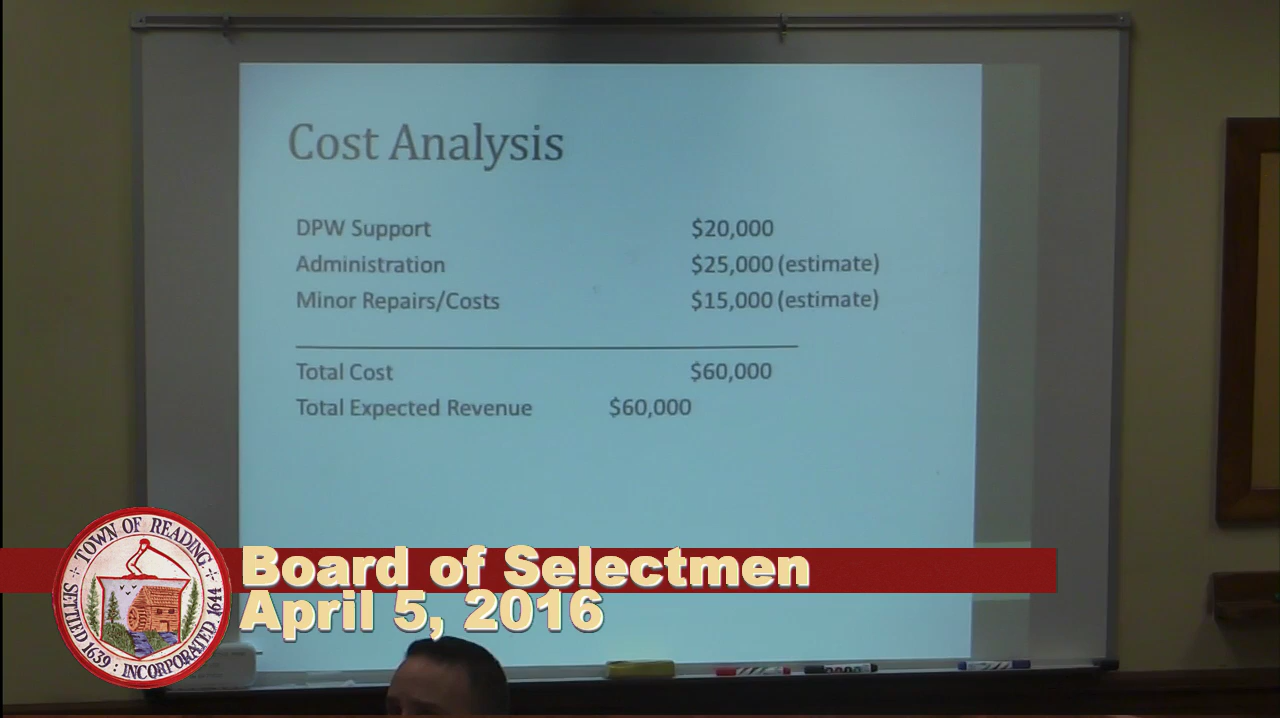 Cost Analysis
DPW Support $20,000
Administration $25,000 (estimate)
Minor Repairs/Costs $15,000 (estimate)
Total Cost $60,000
Total Expected Revenue $60,000
TOWN OF READING
SETTLED 1639 : INCORPORATED 1644
Board of Selectmen
April 5, 2016